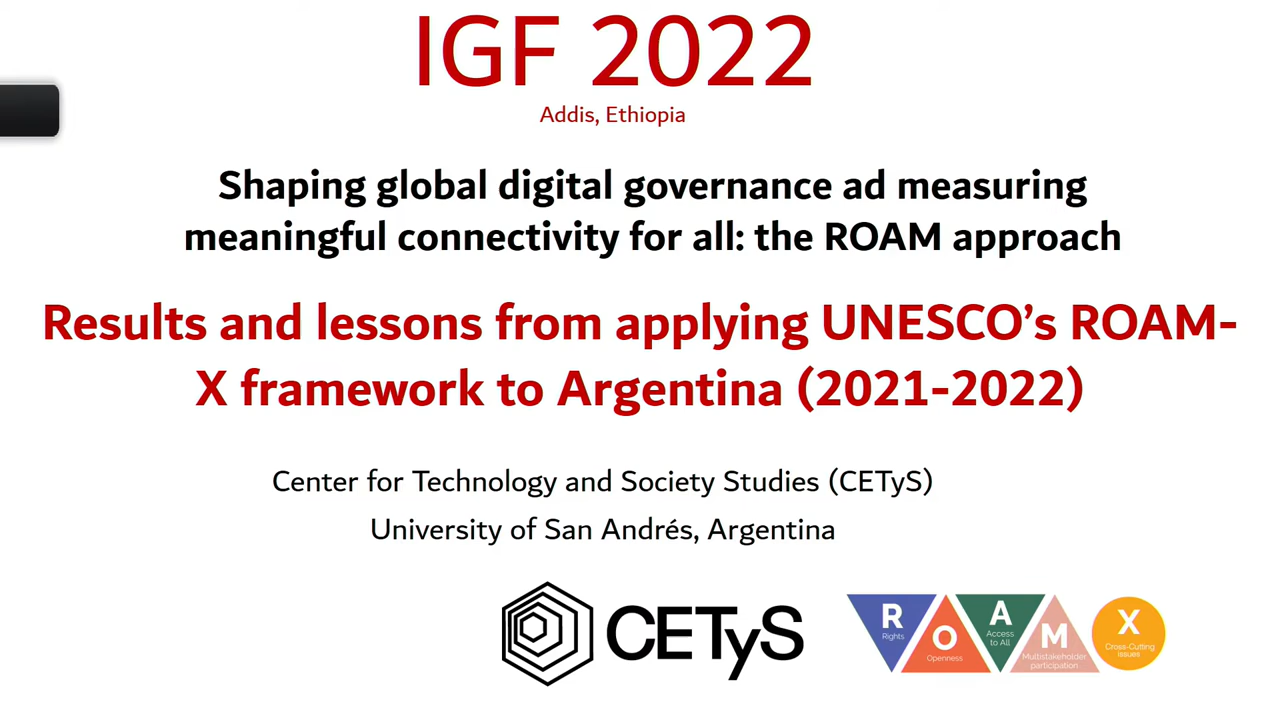 IGF 2022
Addis, Ethiopia
Shaping global digital governance ad measuring
meaningful connectivity for all: the ROAM approach
Results and lessons from applying UNESCO’s ROAM-
X framework to Argentina (2021-2022)
Center for Technology and Society Studies (CETyS)
University of San Andrés, Argentina
CETyS
R
Rights
O
Openness
A
Access
to All
M
Multistakeholder
participation
X
Cross-Cutting
issues